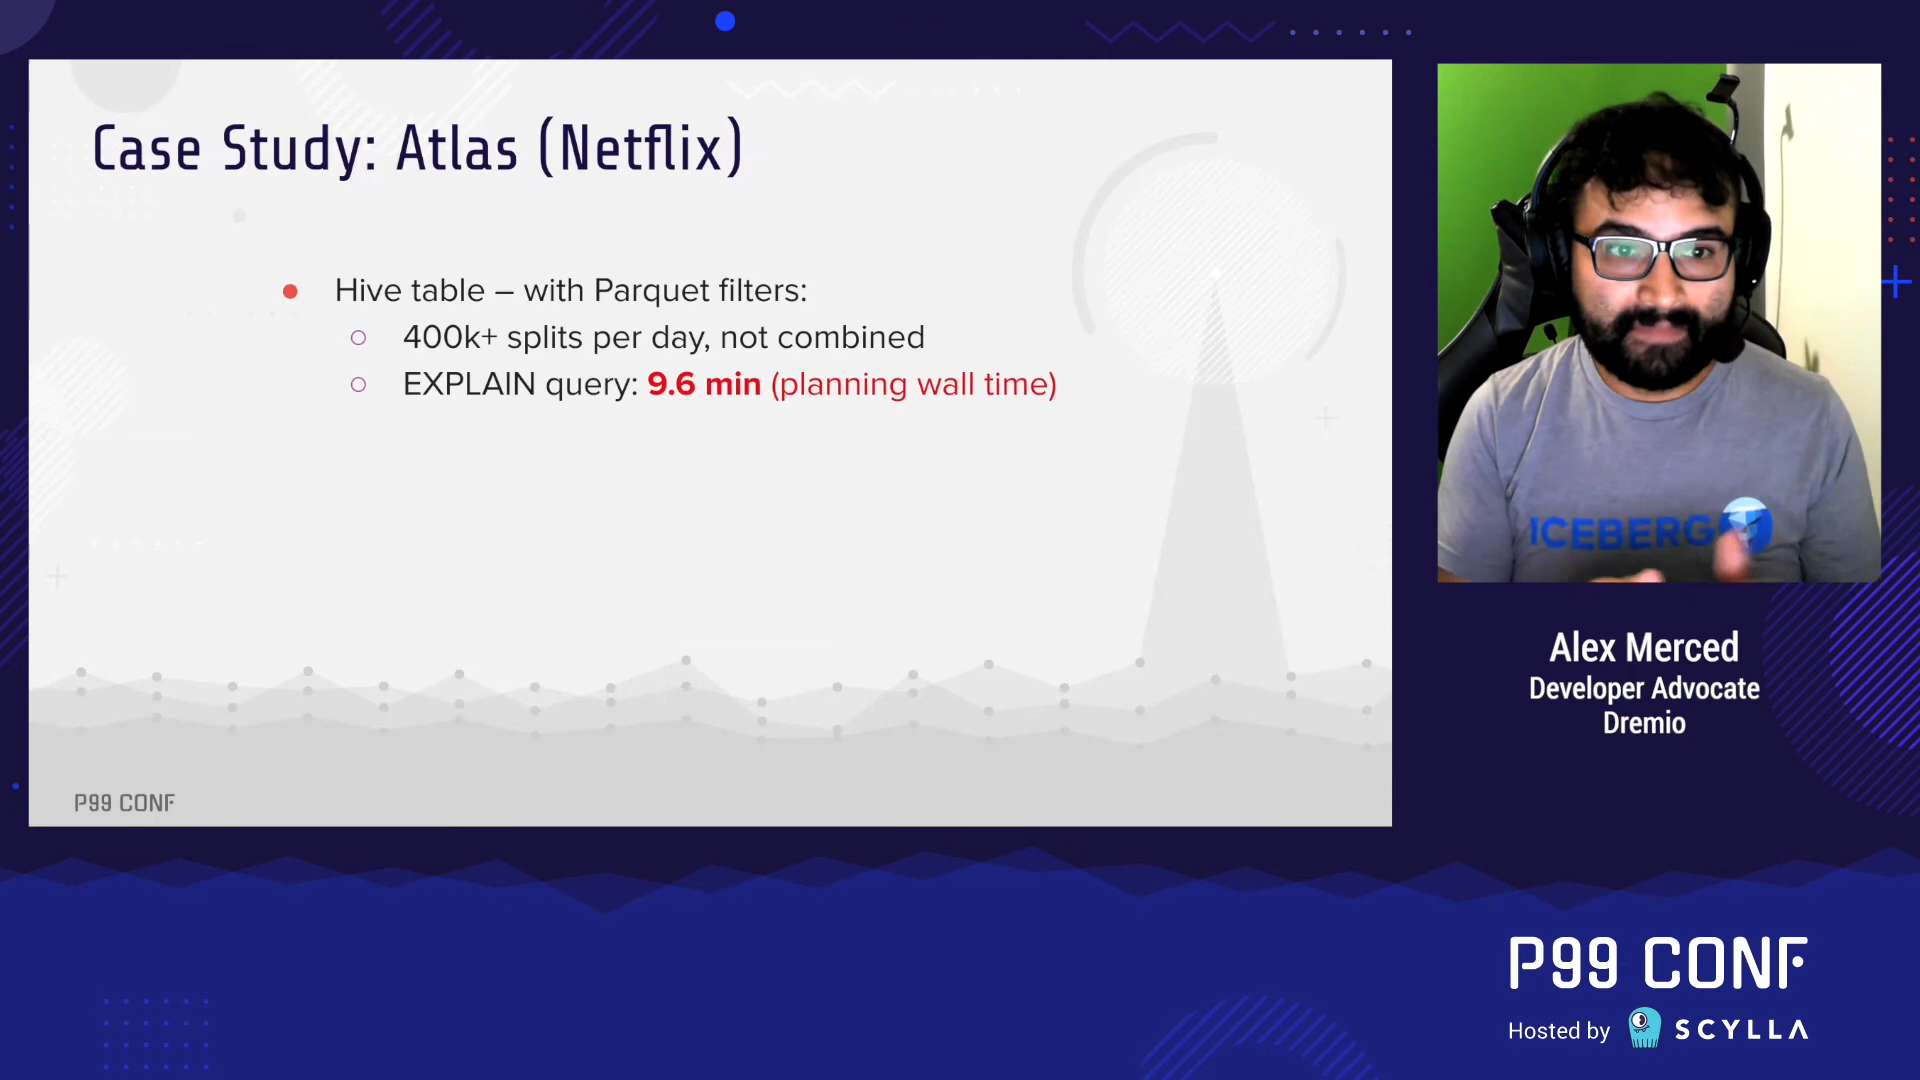 Case Study: Atlas (Netflix)
Hive table – with Parquet filters:
400k+ splits per day, not combined
EXPLAIN query: 9.6 min (planning wall time)
P99 CONF
ICEBERG
Alex Merced
Developer Advocate
Dremio
P99 CONF
Hosted by SCYLLA